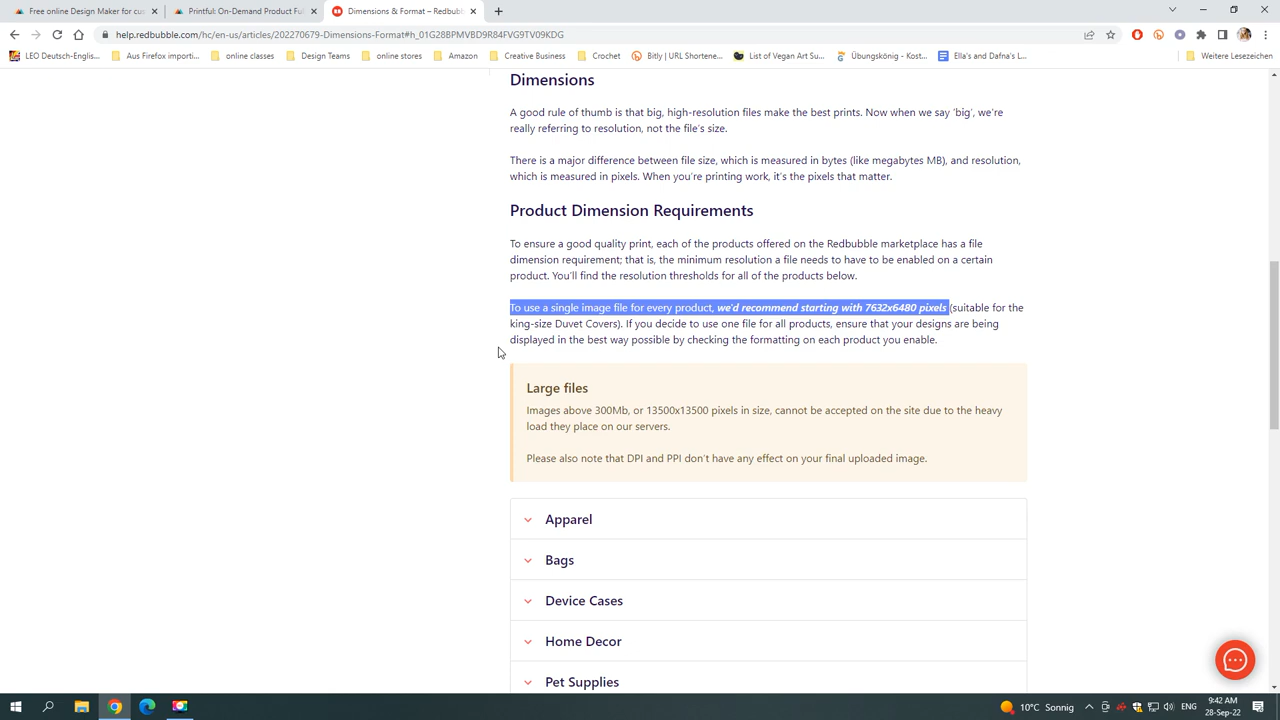 Free online Design Maker for cus
Printful: On-Demand Product Ful
Dimensions & Format – Redbubb
help.redbubble.com/hc/en-us/articles/202270679-Dimensions-Format#h_01G28BPMVBD9R84FVG9TV09KDG
LEO Deutsch-Englis...
Aus Firefox importi...
online classes
Design Teams
online stores
Amazon
Creative Business
Crochet
Bitly | URL Shortene...
List of Vegan Art Su...
Übungskönig - Kost...
Ella's and Dafna's L...
Weitere Lesezeichen
Dimensions
A good rule of thumb is that big, high-resolution files make the best prints. Now when we say ‘big’, we’re
really referring to resolution, not the file’s size.
There is a major difference between file size, which is measured in bytes (like megabytes MB), and resolution,
which is measured in pixels. When you’re printing work, it’s the pixels that matter.
Product Dimension Requirements
To ensure a good quality print, each of the products offered on the Redbubble marketplace has a file
dimension requirement; that is, the minimum resolution a file needs to have to be enabled on a certain
product. You’ll find the resolution thresholds for all of the products below.
To use a single image file for every product, we’d recommend starting with 7632x6480 pixels (suitable for the
king-size Duvet Covers). If you decide to use one file for all products, ensure that your designs are being
displayed in the best way possible by checking the formatting on each product you enable.
Large files
Images above 300Mb, or 13500x13500 pixels in size, cannot be accepted on the site due to the heavy
load they place on our servers.
Please also note that DPI and PPI don’t have any effect on your final uploaded image.
Apparel
Bags
Device Cases
Home Decor
Pet Supplies
10°C Sonnig
9:42 AM
28-Sep-22